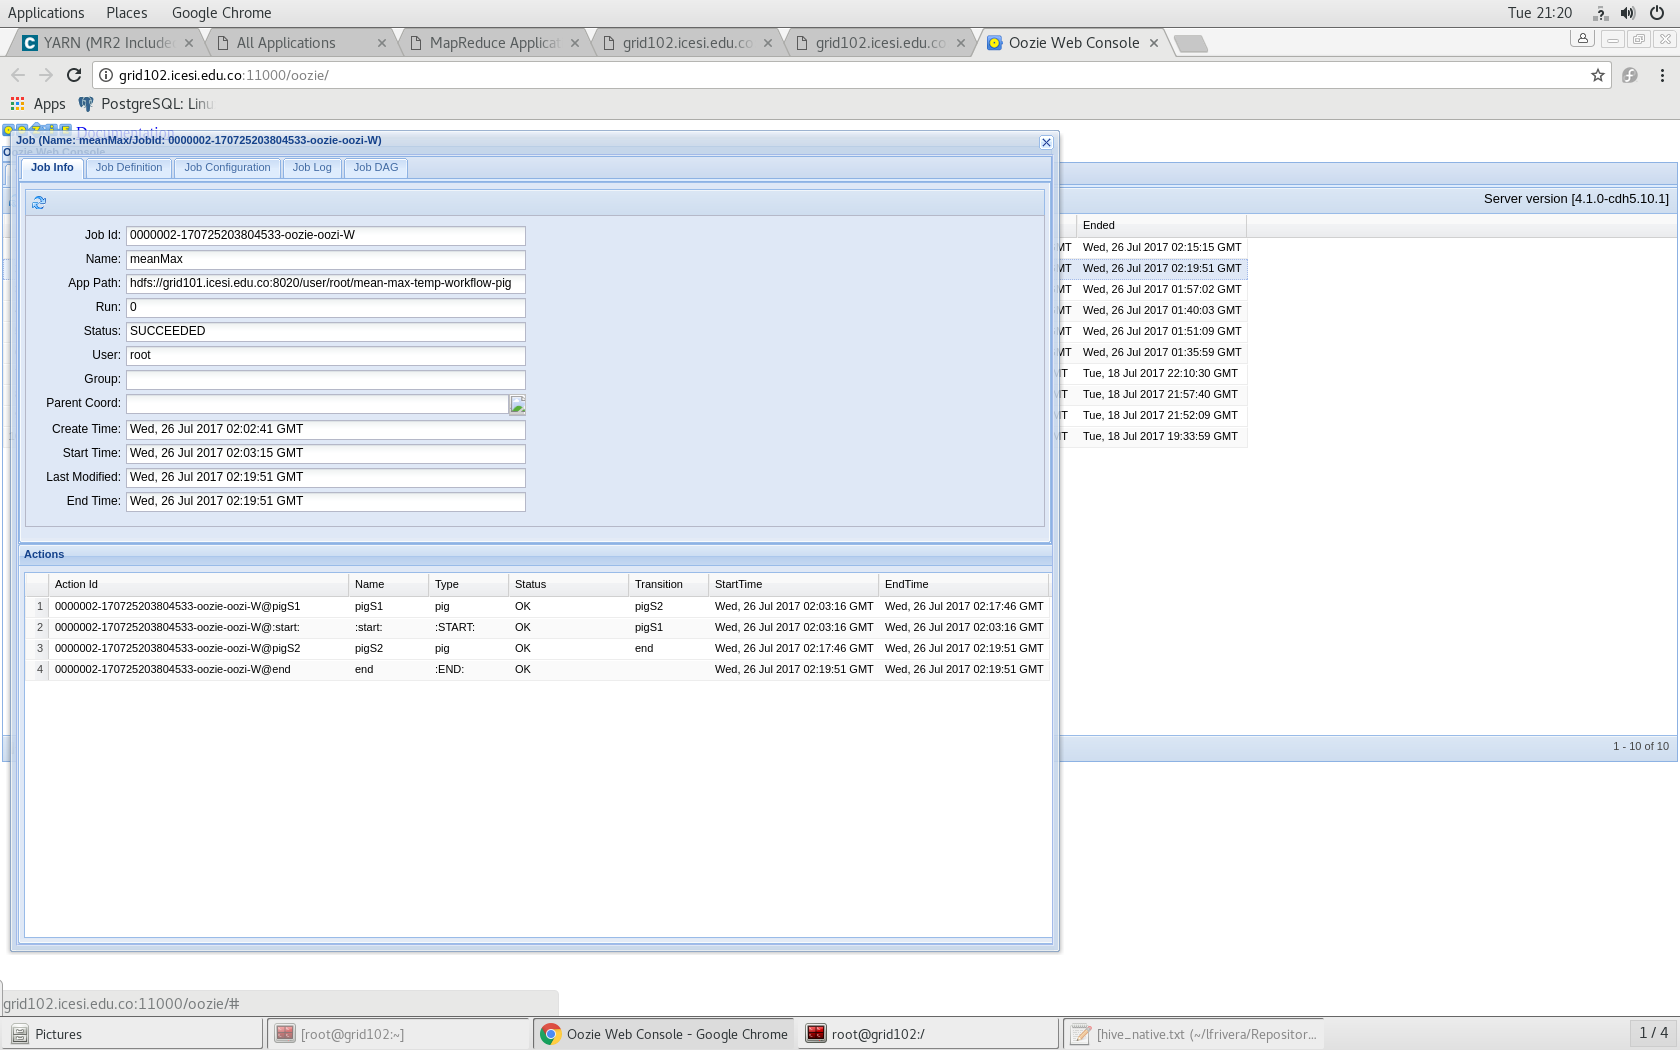 Applications Places Google Chrome Tue 21:20
YARN (MR2 Include All Applications MapReduce Applica grid102.icesi.edu.co grid102.icesi.edu.co Oozie Web Console
grid102.icesi.edu.co:11000/oozie/
Apps PostgreSQL: Linu
Documentation
Job (Name: meanMax/JobId: 0000002-170725203804533-oozie-oozi-W)
Oozie Web Console
Job Info Job Definition Job Configuration Job Log Job DAG
Server version [4.1.0-cdh5.10.1]
Ended
Job Id: 0000002-170725203804533-oozie-oozi-W
Name: meanMax
App Path: hdfs://grid101.icesi.edu.co:8020/user/root/mean-max-temp-workflow-pig
Run: 0
Status: SUCCEEDED
User: root
Group:
Parent Coord:
Create Time: Wed, 26 Jul 2017 02:02:41 GMT
Start Time: Wed, 26 Jul 2017 02:03:15 GMT
Last Modified: Wed, 26 Jul 2017 02:19:51 GMT
End Time: Wed, 26 Jul 2017 02:19:51 GMT
MT Wed, 26 Jul 2017 02:15:15 GMT
MT Wed, 26 Jul 2017 02:19:51 GMT
MT Wed, 26 Jul 2017 01:57:02 GMT
MT Wed, 26 Jul 2017 01:40:03 GMT
MT Wed, 26 Jul 2017 01:51:09 GMT
MT Wed, 26 Jul 2017 01:35:59 GMT
MT Tue, 18 Jul 2017 22:10:30 GMT
MT Tue, 18 Jul 2017 21:57:40 GMT
MT Tue, 18 Jul 2017 21:52:09 GMT
MT Tue, 18 Jul 2017 19:33:59 GMT
Actions
Action Id Name Type Status Transition StartTime EndTime
1 0000002-170725203804533-oozie-oozi-W@pigS1 pigS1 pig OK pigS2 Wed, 26 Jul 2017 02:03:16 GMT Wed, 26 Jul 2017 02:17:46 GMT
2 0000002-170725203804533-oozie-oozi-W@:start: :start: :START: OK pigS1 Wed, 26 Jul 2017 02:03:16 GMT Wed, 26 Jul 2017 02:03:16 GMT
3 0000002-170725203804533-oozie-oozi-W@pigS2 pigS2 pig OK end Wed, 26 Jul 2017 02:17:46 GMT Wed, 26 Jul 2017 02:19:51 GMT
4 0000002-170725203804533-oozie-oozi-W@end end :END: OK Wed, 26 Jul 2017 02:19:51 GMT Wed, 26 Jul 2017 02:19:51 GMT
1 - 10 of 10
grid102.icesi.edu.co:11000/oozie/#
Pictures [root@grid102:~] Oozie Web Console - Google Chrome root@grid102:/ [hive_native.txt (~/lfrivera/Repositor... 1 / 4